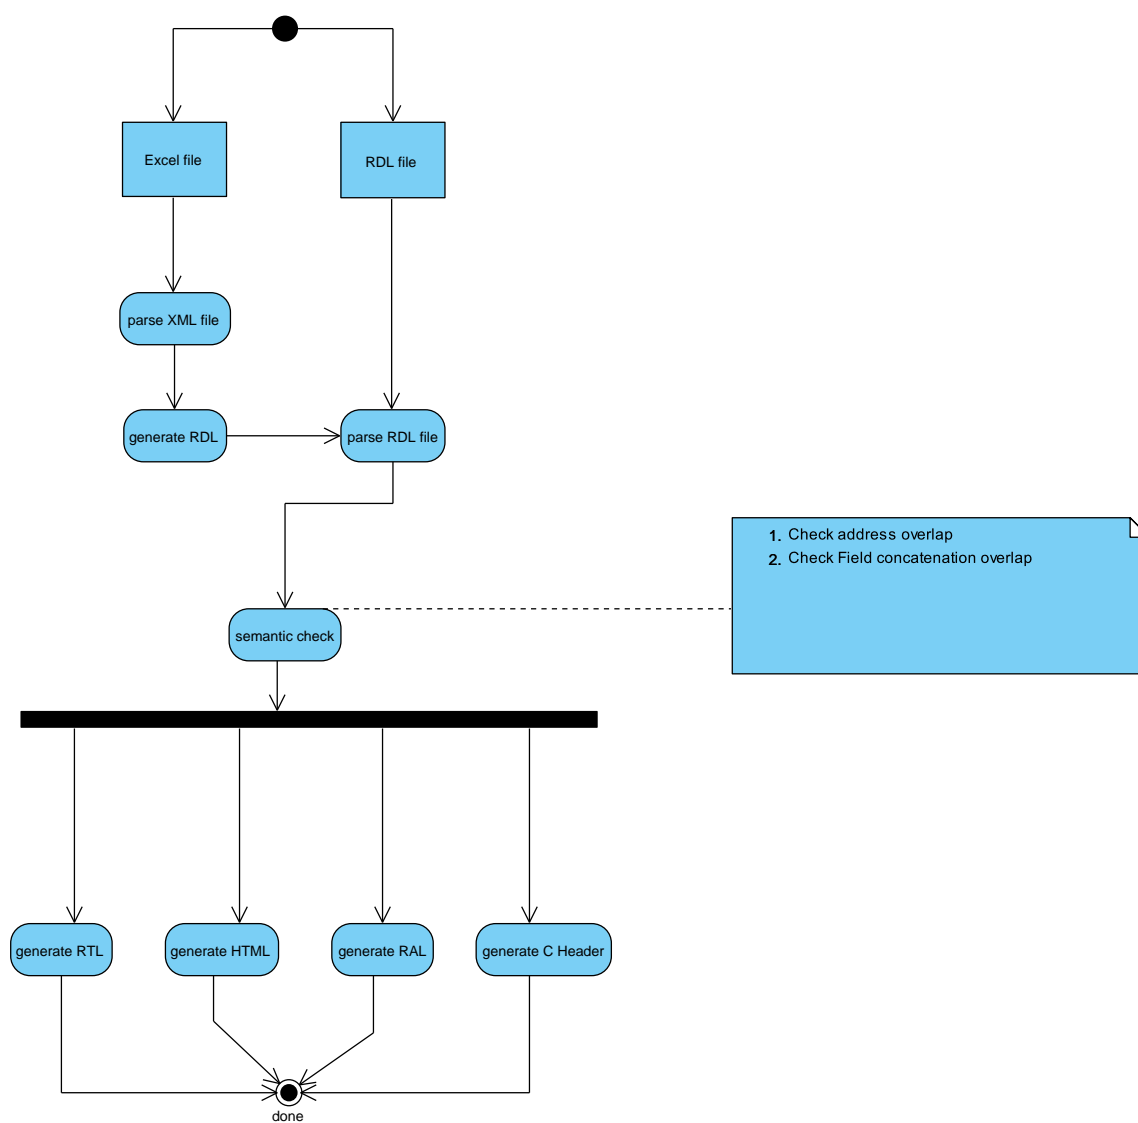 Excel file
RDL file
parse XML file
generate RDL
parse RDL file
1. Check address overlap
2. Check Field concatenation overlap
semantic check
generate RTL
generate HTML
generate RAL
generate C Header
done